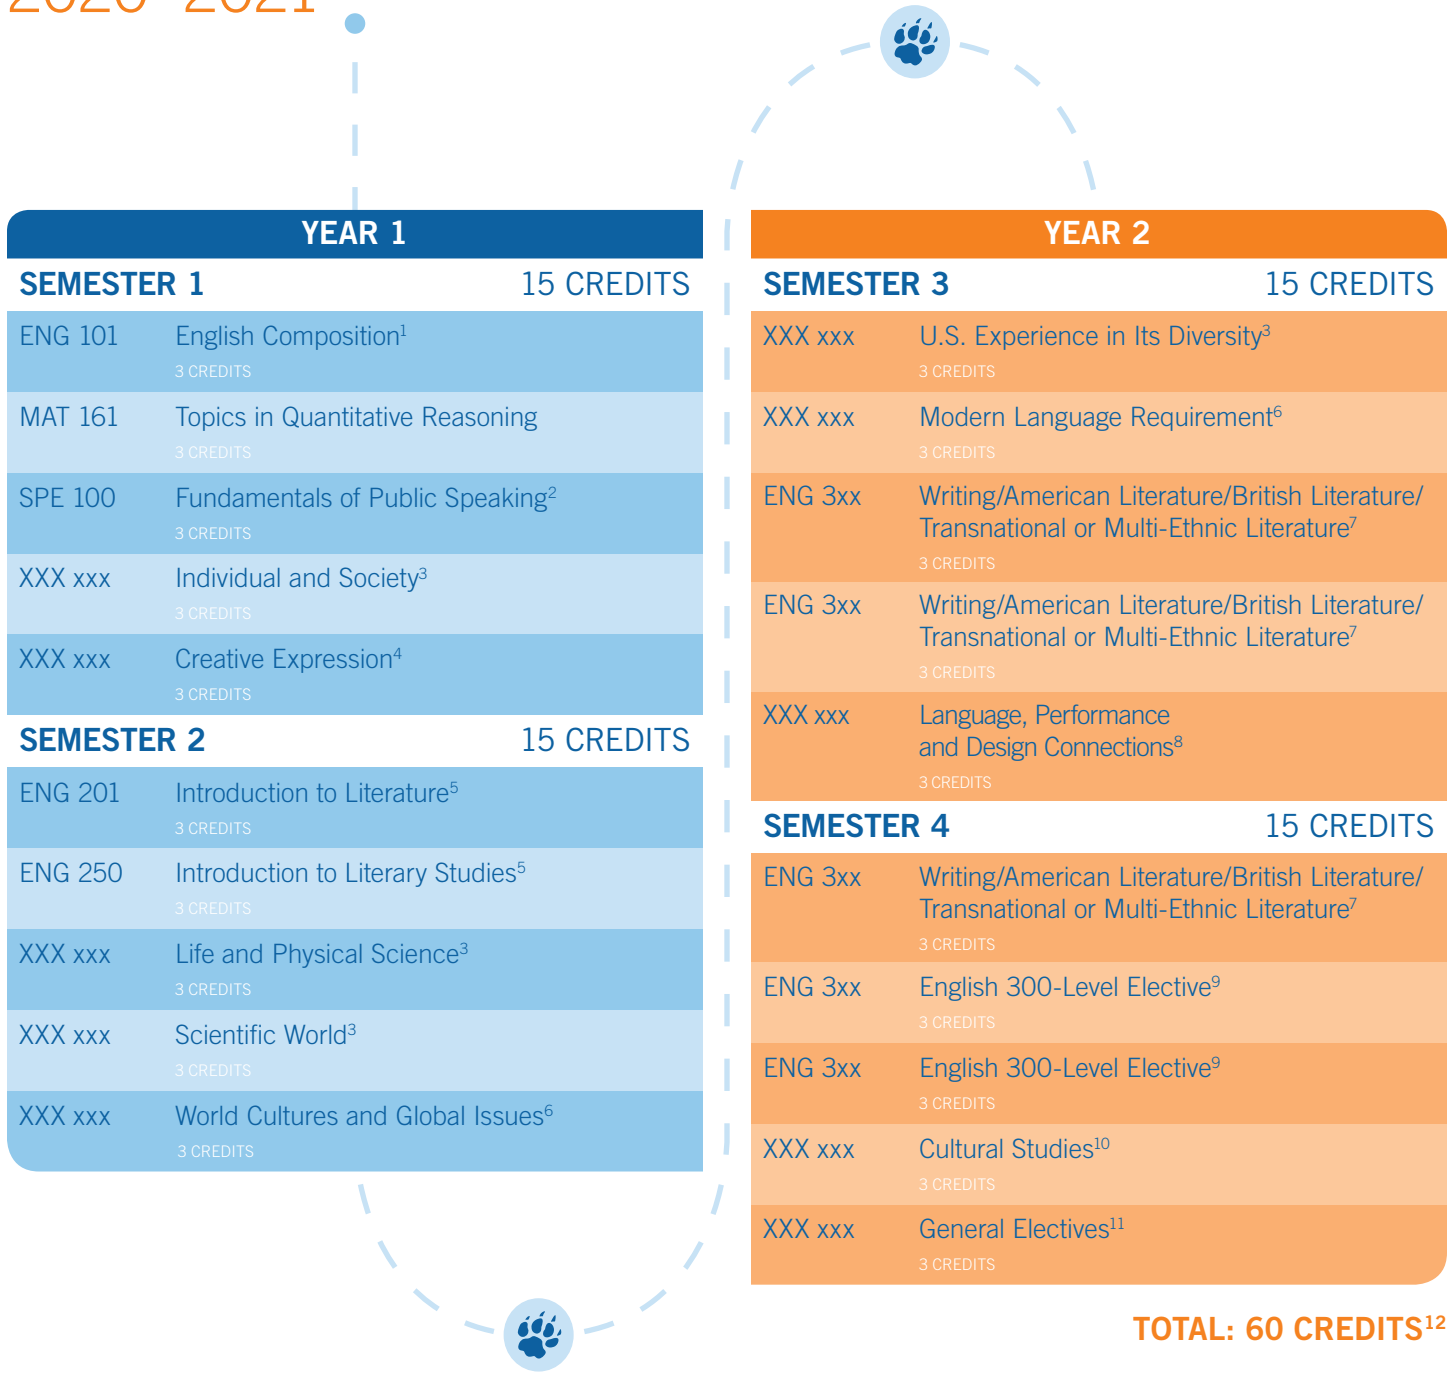 2020–2021
YEAR 1
SEMESTER 1 15 CREDITS
ENG 101 English Composition¹
3 CREDITS
MAT 161 Topics in Quantitative Reasoning
3 CREDITS
SPE 100 Fundamentals of Public Speaking²
3 CREDITS
XXX xxx Individual and Society³
3 CREDITS
XXX xxx Creative Expression⁴
3 CREDITS
SEMESTER 2 15 CREDITS
ENG 201 Introduction to Literature⁵
3 CREDITS
ENG 250 Introduction to Literary Studies⁵
3 CREDITS
XXX xxx Life and Physical Science³
3 CREDITS
XXX xxx Scientific World³
3 CREDITS
XXX xxx World Cultures and Global Issues⁶
3 CREDITS
YEAR 2
SEMESTER 3 15 CREDITS
XXX xxx U.S. Experience in Its Diversity³
3 CREDITS
XXX xxx Modern Language Requirement⁶
3 CREDITS
ENG 3xx Writing/American Literature/British Literature/
Transnational or Multi-Ethnic Literature⁷
3 CREDITS
ENG 3xx Writing/American Literature/British Literature/
Transnational or Multi-Ethnic Literature⁷
3 CREDITS
XXX xxx Language, Performance
and Design Connections⁸
3 CREDITS
SEMESTER 4 15 CREDITS
ENG 3xx Writing/American Literature/British Literature/
Transnational or Multi-Ethnic Literature⁷
3 CREDITS
ENG 3xx English 300-Level Elective⁹
3 CREDITS
ENG 3xx English 300-Level Elective⁹
3 CREDITS
XXX xxx Cultural Studies¹⁰
3 CREDITS
XXX xxx General Electives¹¹
3 CREDITS
TOTAL: 60 CREDITS¹²